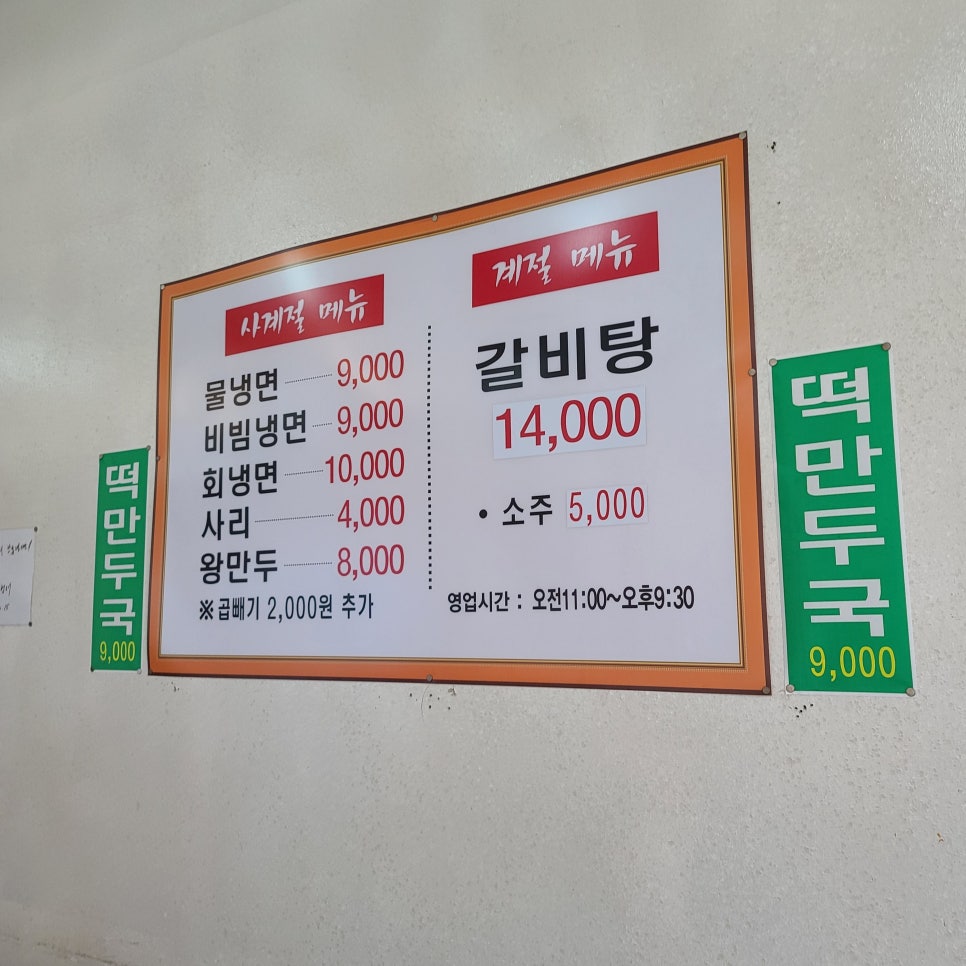 사계절 메뉴
물냉면 9,000
비빔냉면 9,000
회냉면 10,000
사리 4,000
왕만두 8,000
※ 곱빼기 2,000원 추가
계절 메뉴
갈비탕
14,000
• 소주 5,000
영업시간 : 오전11:00~오후9:30
떡만두국
9,000
떡만두국
9,000